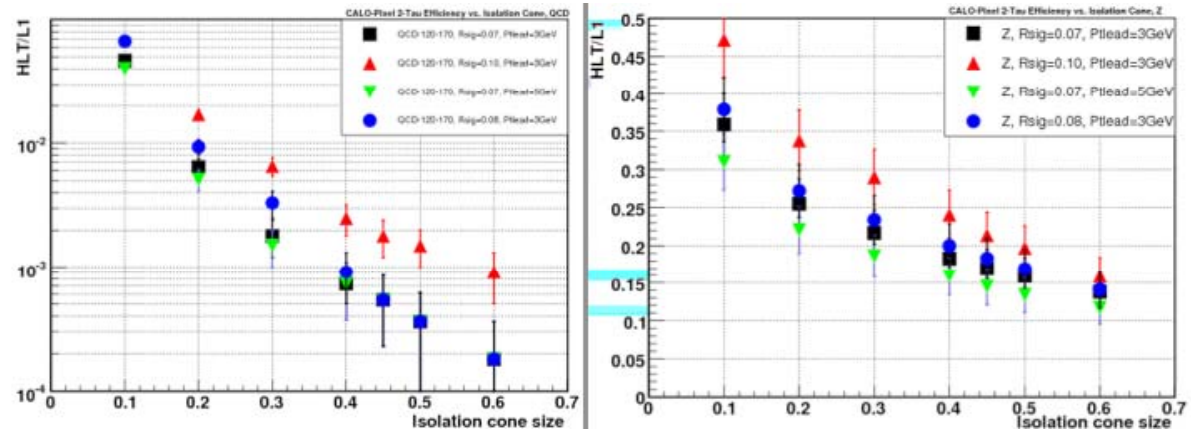 CALO-Pixel 2-Tau Efficiency vs. Isolation Cone, QCD
HLT/L1
QCD-120-170, Rsig=0.07, Ptlead=3GeV
QCD-120-170, Rsig=0.10, Ptlead=3GeV
QCD-120-170, Rsig=0.07, Ptlead=5GeV
QCD-120-170, Rsig=0.08, Ptlead=3GeV
10-2
10-3
10-4
0 0.1 0.2 0.3 0.4 0.5 0.6 0.7
Isolation cone size
CALO-Pixel 2-Tau Efficiency vs. Isolation Cone, Z
HLT/L1
Z, Rsig=0.07, Ptlead=3GeV
Z, Rsig=0.10, Ptlead=3GeV
Z, Rsig=0.07, Ptlead=5GeV
Z, Rsig=0.08, Ptlead=3GeV
0.5
0.45
0.4
0.35
0.3
0.25
0.2
0.15
0.1
0.05
0
0 0.1 0.2 0.3 0.4 0.5 0.6 0.7
Isolation cone size